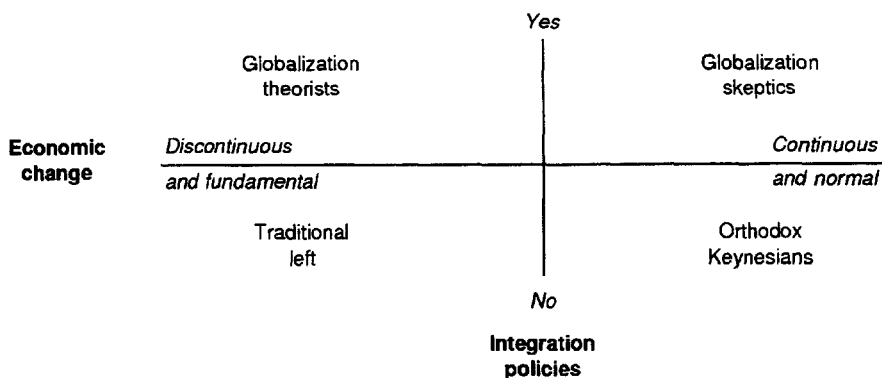 Yes
Globalization
theorists
Globalization
skeptics
Economic
change
Discontinuous
and fundamental
Continuous
and normal
Traditional
left
Orthodox
Keynesians
No
Integration
policies